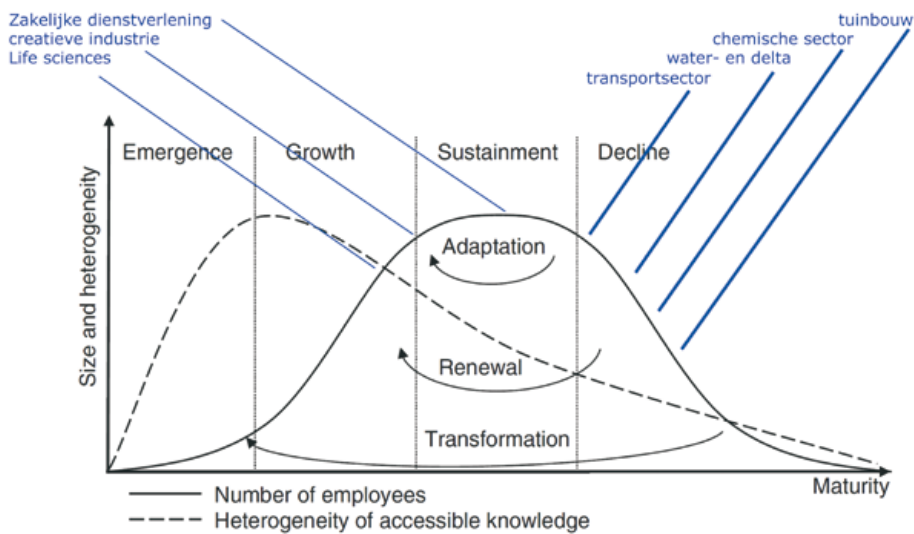 Zakelijke dienstverlening
creatieve industrie
Life sciences
tuinbouw
chemische sector
water- en delta
transportsector
Emergence
Growth
Sustainment
Decline
Size and heterogeneity
Adaptation
Renewal
Transformation
Maturity
Number of employees
Heterogeneity of accessible knowledge